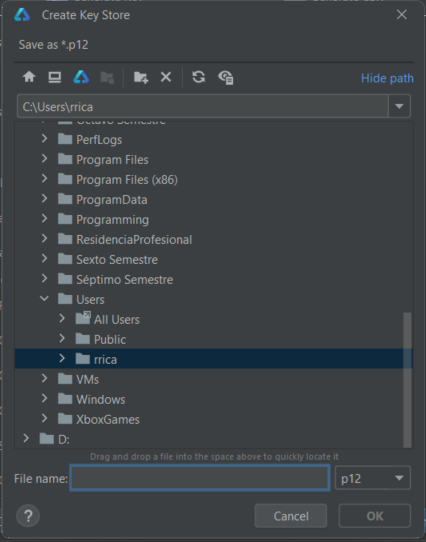 Create Key Store
Save as *.p12
Hide path
C:\Users\rrica
Octavo Semestre
PerfLogs
Program Files
Program Files (x86)
ProgramData
Programming
ResidenciaProfesional
Sexto Semestre
Séptimo Semestre
Users
All Users
Public
rrica
VMs
Windows
XboxGames
D:
Drag and drop a file into the space above to quickly locate it
File name:
p12
?
Cancel
OK